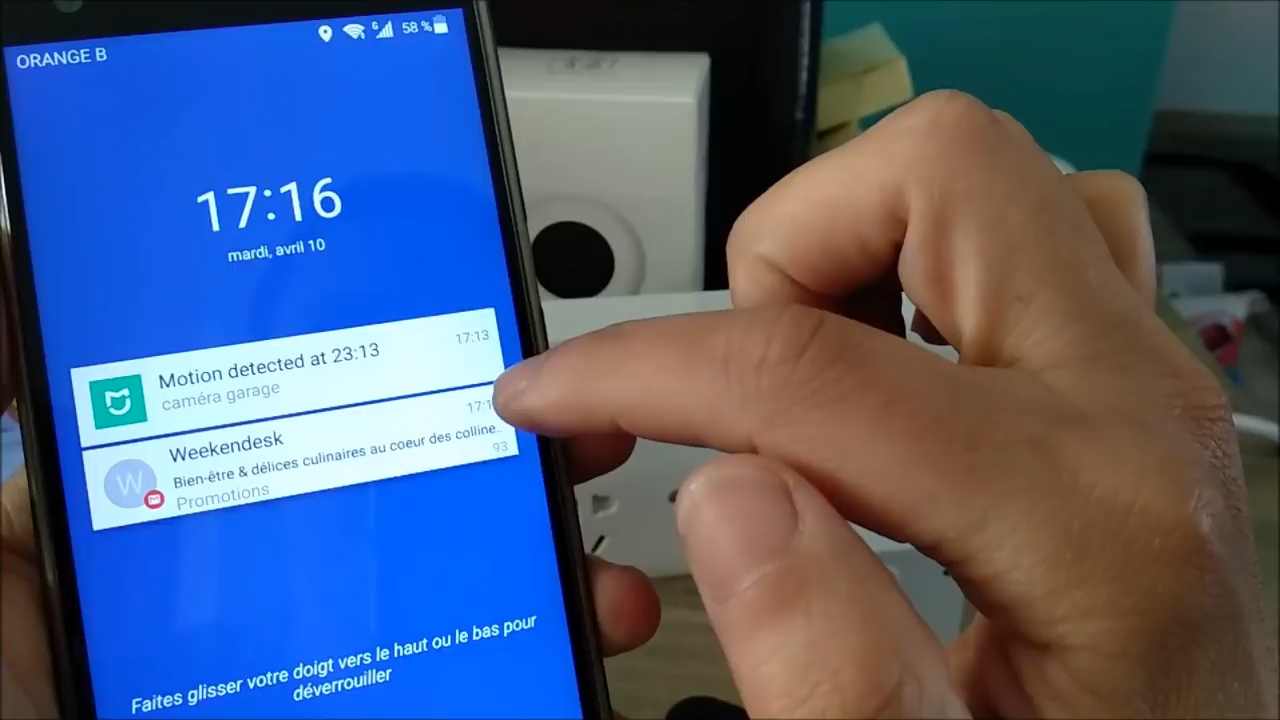 ORANGE B
G
58 %
17:16
mardi, avril 10
Motion detected at 23:13
17:13
caméra garage
Weekendesk
W
Bien-être & délices culinaires au coeur des colline..
93
Promotions
Faites glisser votre doigt vers le haut ou le bas pour
déverrouiller